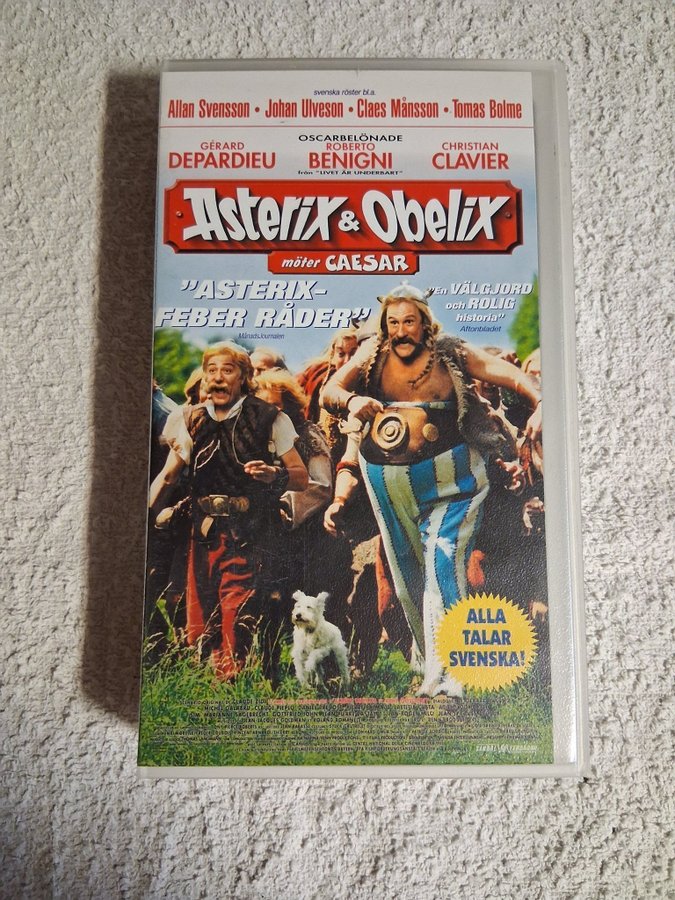 svenska röster bl.a.
Allan Svensson • Johan Ulveson • Claes Månsson • Tomas Bolme
GÉRARD DEPARDIEU
OSCARBELÖNADE ROBERTO BENIGNI
från "LIVET ÄR UNDERBART"
CHRISTIAN CLAVIER
Asterix & Obelix
möter CAESAR
"ASTERIX-
FEBER RÅDER"
MånadsJournalen
"En VÄLGJORD
och ROLIG
historia"
Aftonbladet
ALLA
TALAR
SVENSKA!